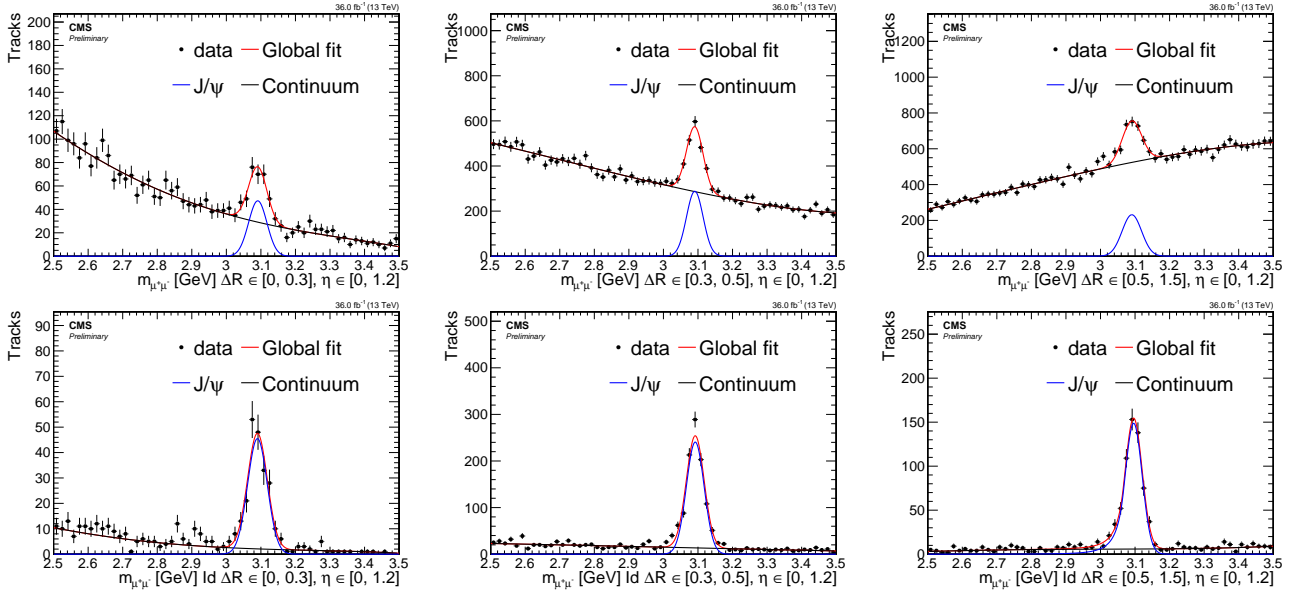 36.0 fb⁻¹ (13 TeV)
Tracks
200
180
160
140
120
100
80
60
40
20
0
CMS
Preliminary
data
Global fit
J/ψ
Continuum
2.5 2.6 2.7 2.8 2.9 3 3.1 3.2 3.3 3.4 3.5
m_μ⁺μ⁻ [GeV] ΔR ∈ [0, 0.3], η ∈ [0, 1.2]
36.0 fb⁻¹ (13 TeV)
Tracks
1000
800
600
400
200
0
CMS
Preliminary
data
Global fit
J/ψ
Continuum
2.5 2.6 2.7 2.8 2.9 3 3.1 3.2 3.3 3.4 3.5
m_μ⁺μ⁻ [GeV] ΔR ∈ [0.3, 0.5], η ∈ [0, 1.2]
36.0 fb⁻¹ (13 TeV)
Tracks
1200
1000
800
600
400
200
0
CMS
Preliminary
data
Global fit
J/ψ
Continuum
2.5 2.6 2.7 2.8 2.9 3 3.1 3.2 3.3 3.4 3.5
m_μ⁺μ⁻ [GeV] ΔR ∈ [0.5, 1.5], η ∈ [0, 1.2]
36.0 fb⁻¹ (13 TeV)
Tracks
90
80
70
60
50
40
30
20
10
0
CMS
Preliminary
data
Global fit
J/ψ
Continuum
2.5 2.6 2.7 2.8 2.9 3 3.1 3.2 3.3 3.4 3.5
m_μ⁺μ⁻ [GeV] Id ΔR ∈ [0, 0.3], η ∈ [0, 1.2]
36.0 fb⁻¹ (13 TeV)
Tracks
500
400
300
200
100
0
CMS
Preliminary
data
Global fit
J/ψ
Continuum
2.5 2.6 2.7 2.8 2.9 3 3.1 3.2 3.3 3.4 3.5
m_μ⁺μ⁻ [GeV] Id ΔR ∈ [0.3, 0.5], η ∈ [0, 1.2]
36.0 fb⁻¹ (13 TeV)
Tracks
250
200
150
100
50
0
CMS
Preliminary
data
Global fit
J/ψ
Continuum
2.5 2.6 2.7 2.8 2.9 3 3.1 3.2 3.3 3.4 3.5
m_μ⁺μ⁻ [GeV] Id ΔR ∈ [0.5, 1.5], η ∈ [0, 1.2]